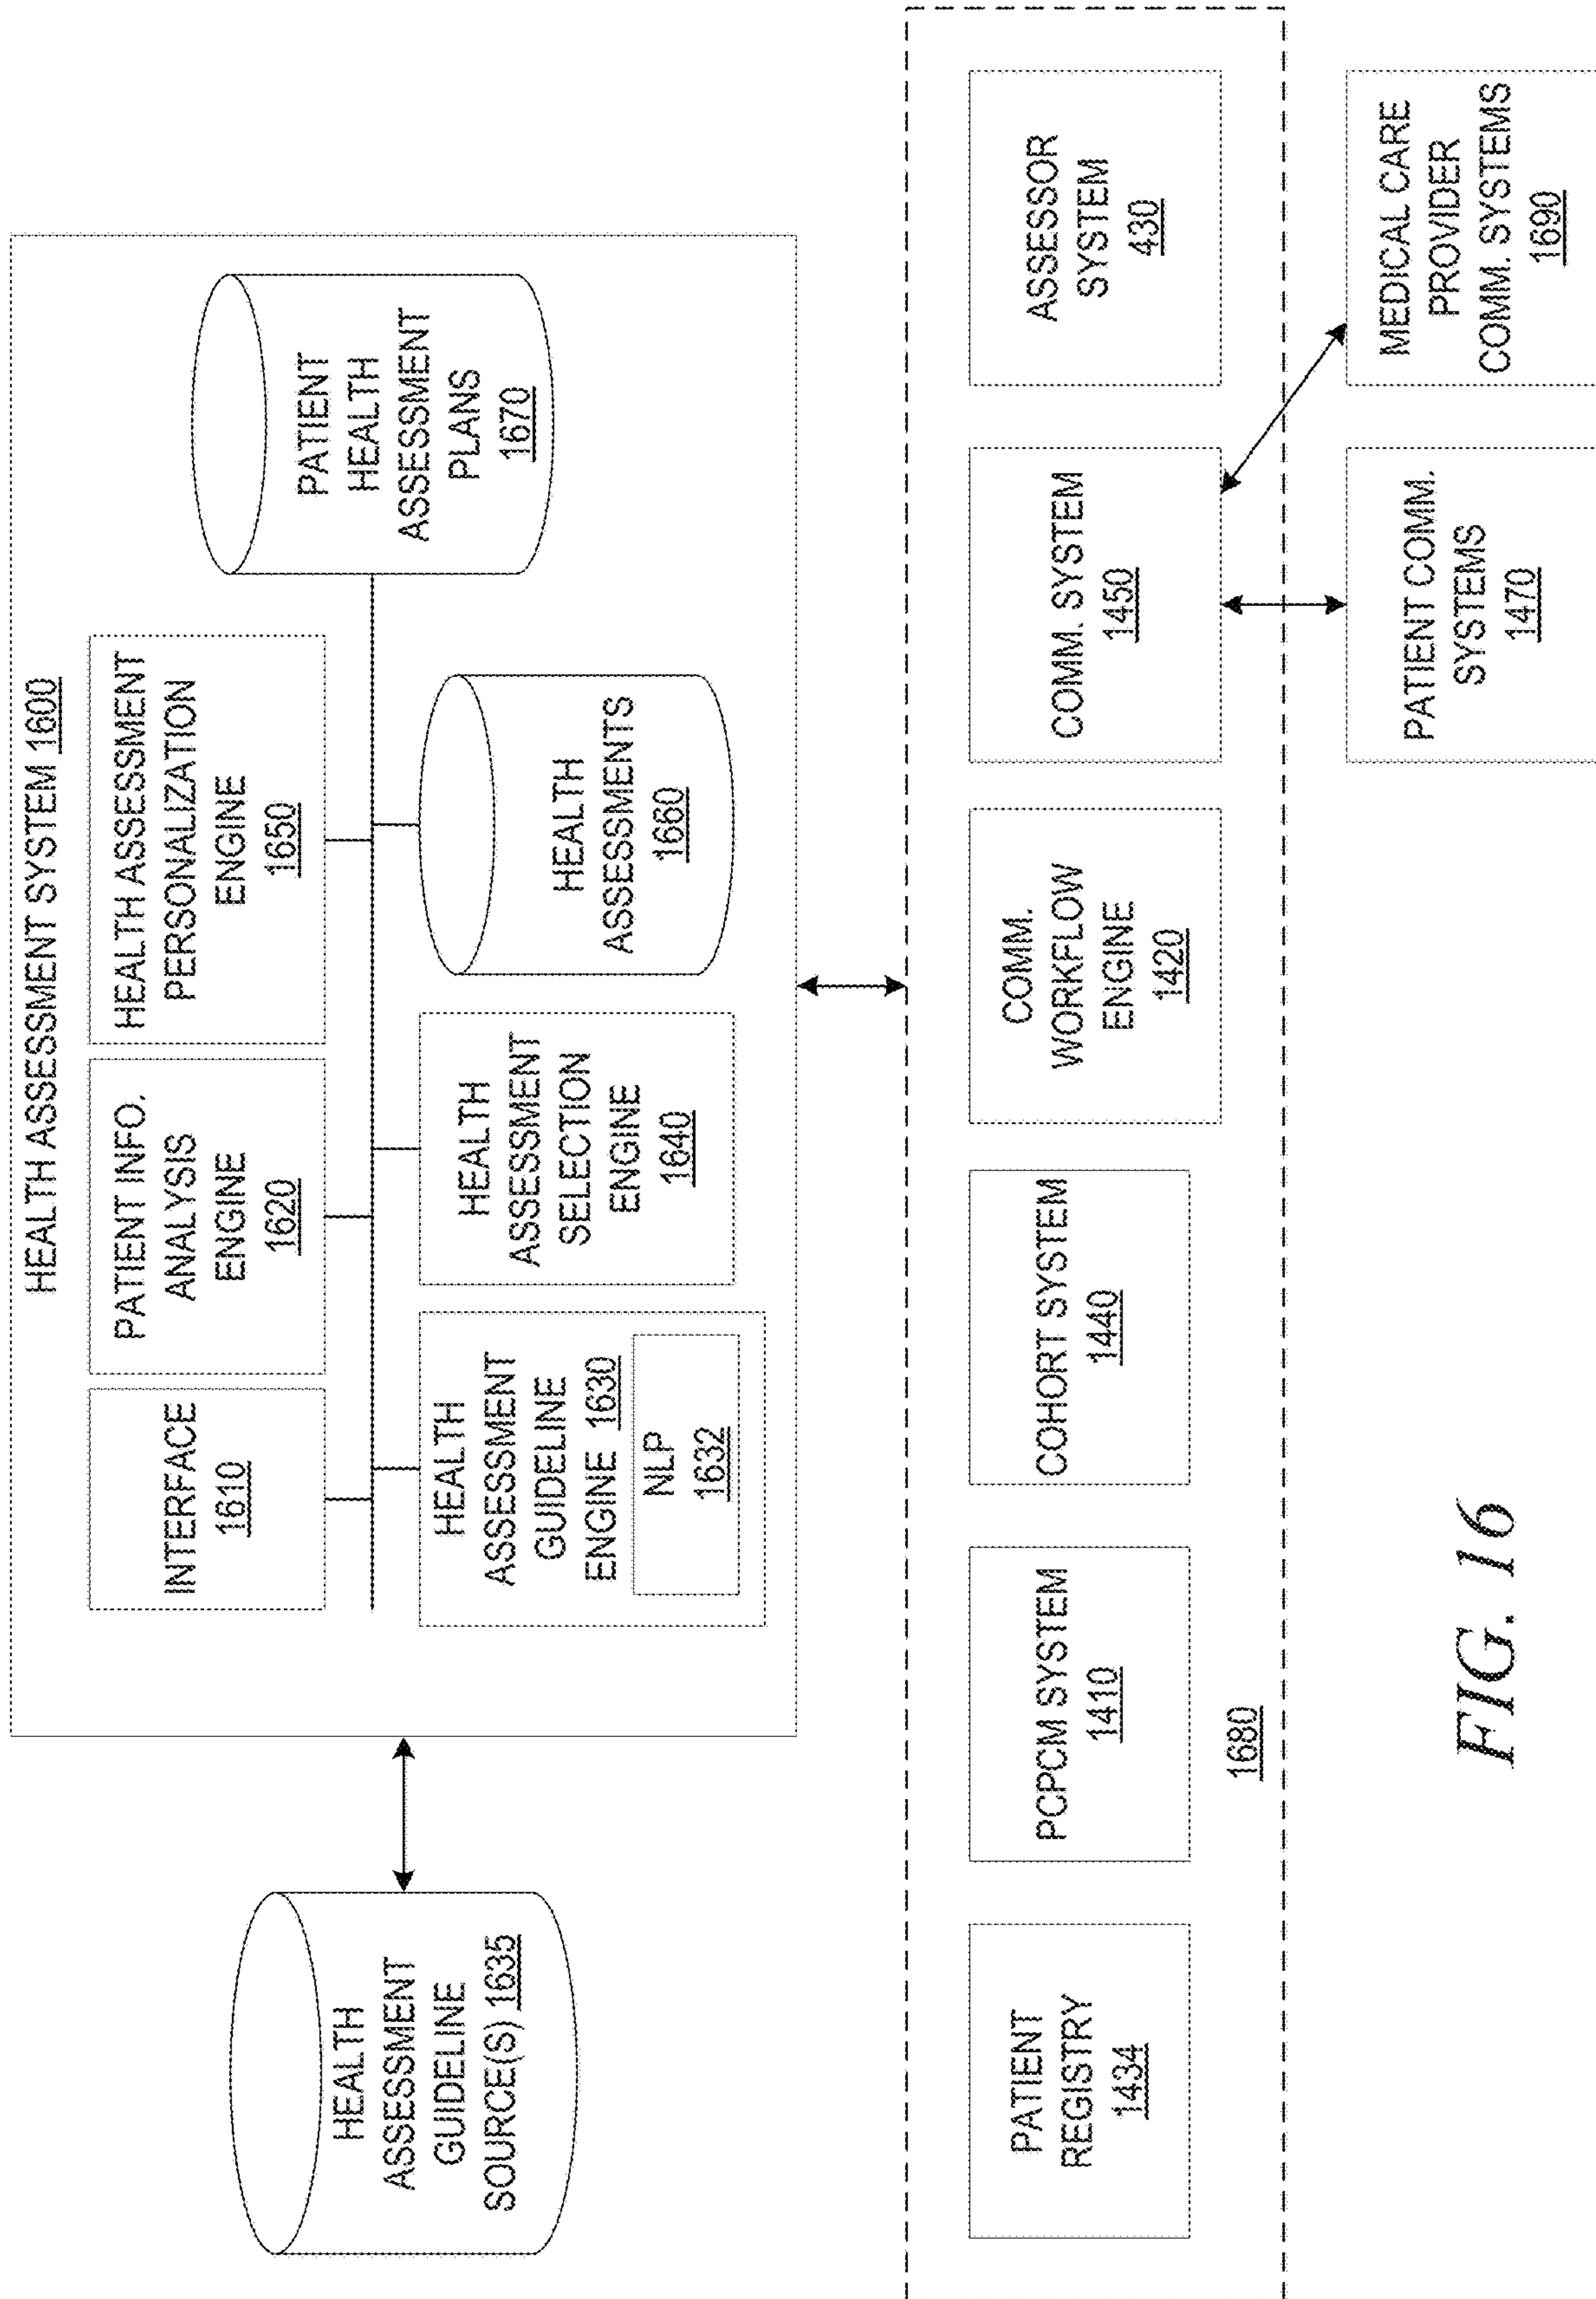 HEALTH ASSESSMENT SYSTEM 1600
INTERFACE
1610
PATIENT INFO.
ANALYSIS
ENGINE
1620
HEALTH ASSESSMENT
PERSONALIZATION
ENGINE
1650
PATIENT
HEALTH
ASSESSMENT
PLANS
1670
HEALTH
ASSESSMENT
GUIDELINE
SOURCE(S) 1635
HEALTH
ASSESSMENT
GUIDELINE
ENGINE 1630
NLP
1632
HEALTH
ASSESSMENT
SELECTION
ENGINE
1640
HEALTH
ASSESSMENTS
1660
PATIENT
REGISTRY
1434
PCPCM SYSTEM
1410
COHORT SYSTEM
1440
COMM.
WORKFLOW
ENGINE
1420
COMM. SYSTEM
1450
ASSESSOR
SYSTEM
430
1680
PATIENT COMM.
SYSTEMS
1470
MEDICAL CARE
PROVIDER
COMM. SYSTEMS
1690
FIG. 16